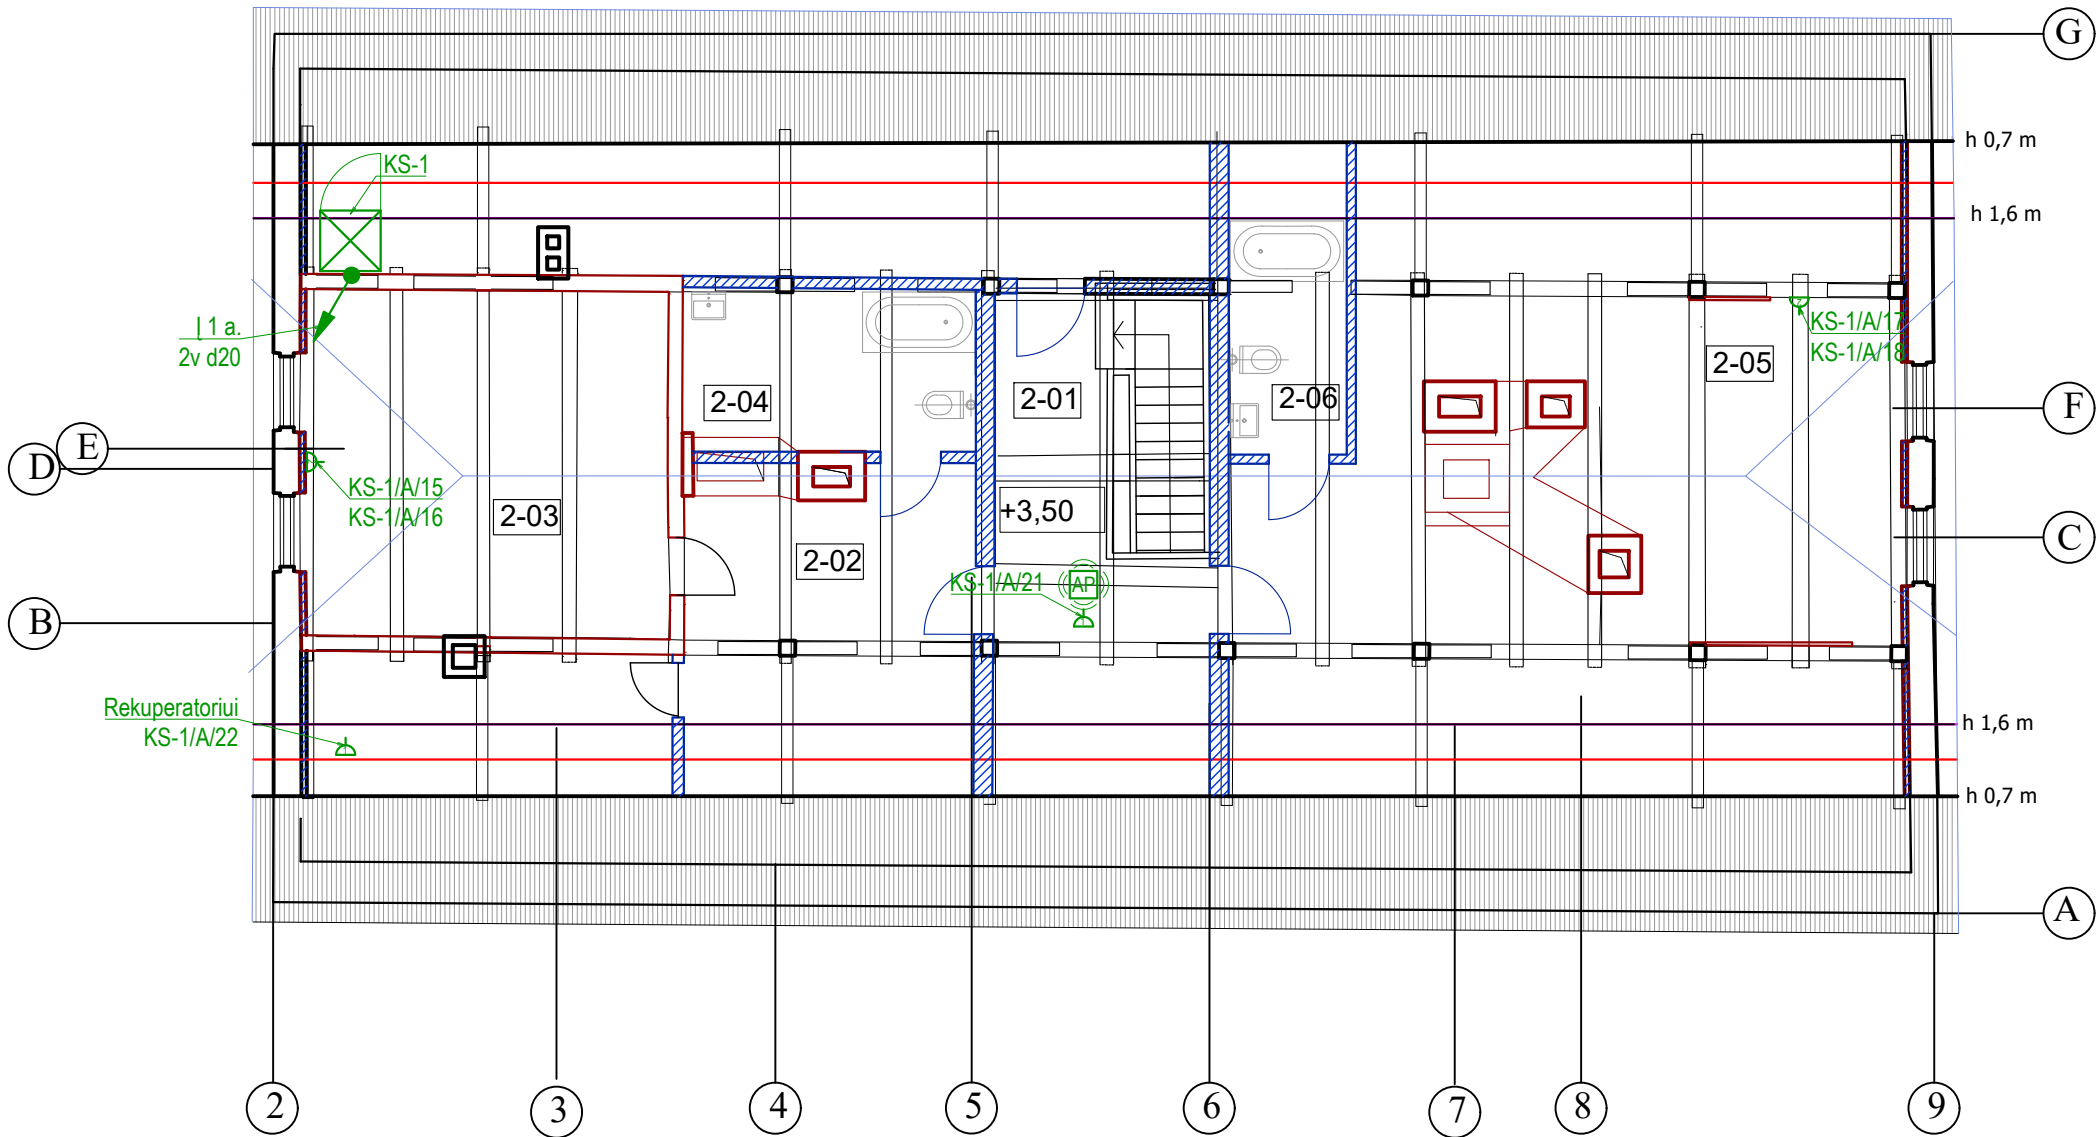 G
h 0,7 m
KS-1
h 1,6 m
Į 1 a.
2v d20
KS-1/A/17
KS-1/A/18
2-05
2-04
2-01
2-06
F
E
D
KS-1/A/15
KS-1/A/16
2-03
+3,50
C
2-02
KS-1/A/21
AP
B
Rekuperatoriui
KS-1/A/22
h 1,6 m
h 0,7 m
A
2
3
4
5
6
7
8
9